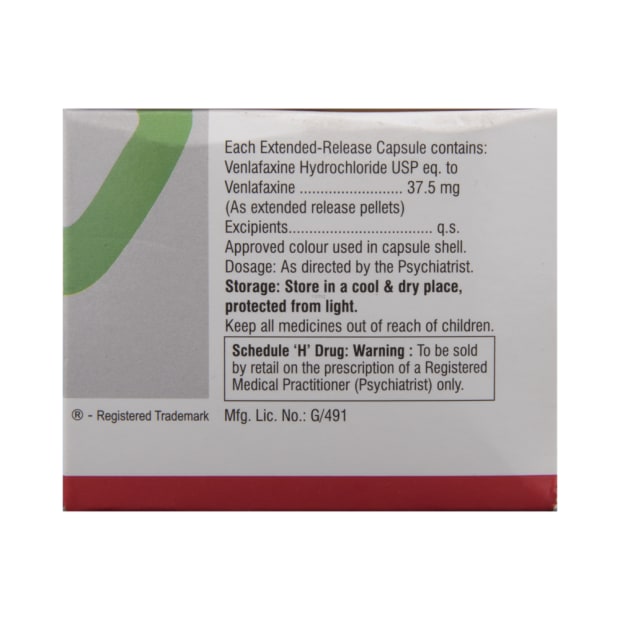 Each Extended-Release Capsule contains:
Venlafaxine Hydrochloride USP eq. to
Venlafaxine ....................... 37.5 mg
(As extended release pellets)
Excipients................................ q.s.
Approved colour used in capsule shell.
Dosage: As directed by the Psychiatrist.
Storage: Store in a cool & dry place,
protected from light.
Keep all medicines out of reach of children.
Schedule ‘H’ Drug: Warning : To be sold
by retail on the prescription of a Registered
Medical Practitioner (Psychiatrist) only.
® - Registered Trademark
Mfg. Lic. No.: G/491